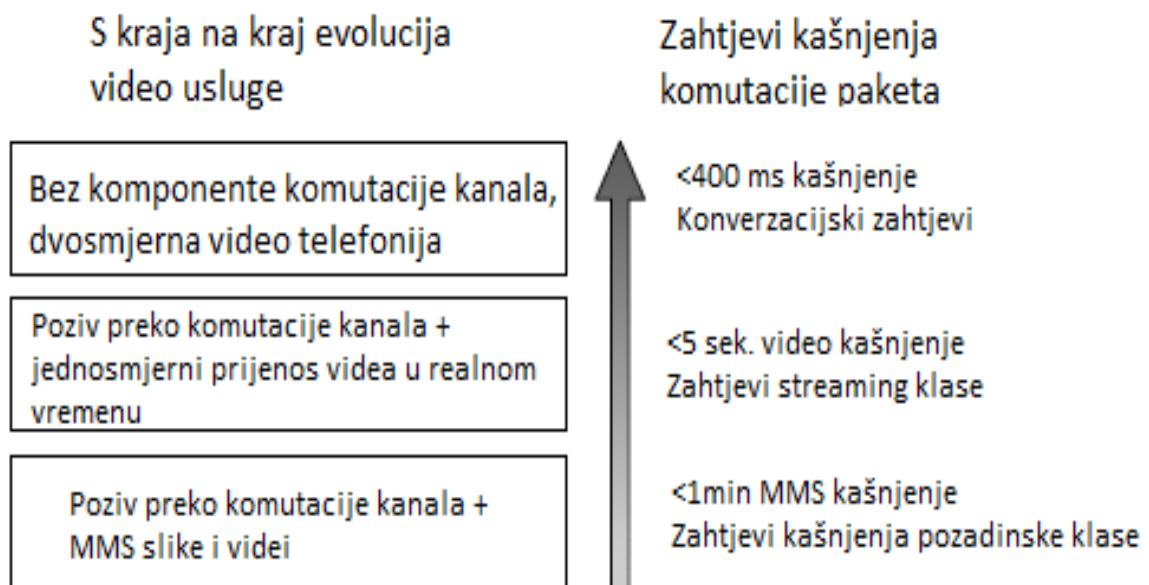 S kraja na kraj evolucija
video usluge
Zahtjevi kašnjenja
komutacije paketa
Bez komponente komutacije kanala,
dvosmjerna video telefonija
<400 ms kašnjenje
Konverzacijski zahtjevi
Poziv preko komutacije kanala +
jednosmjerni prijenos videa u realnom
vremenu
<5 sek. video kašnjenje
Zahtjevi streaming klase
Poziv preko komutacije kanala +
MMS slike i videi
<1min MMS kašnjenje
Zahtjevi kašnjenja pozadinske klase